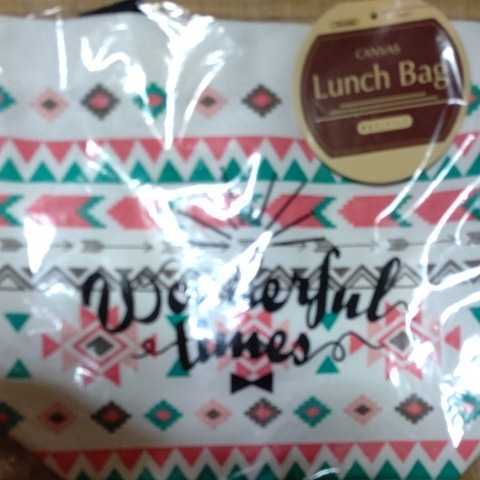 CANVAS
Lunch Bag
Wonderful
times